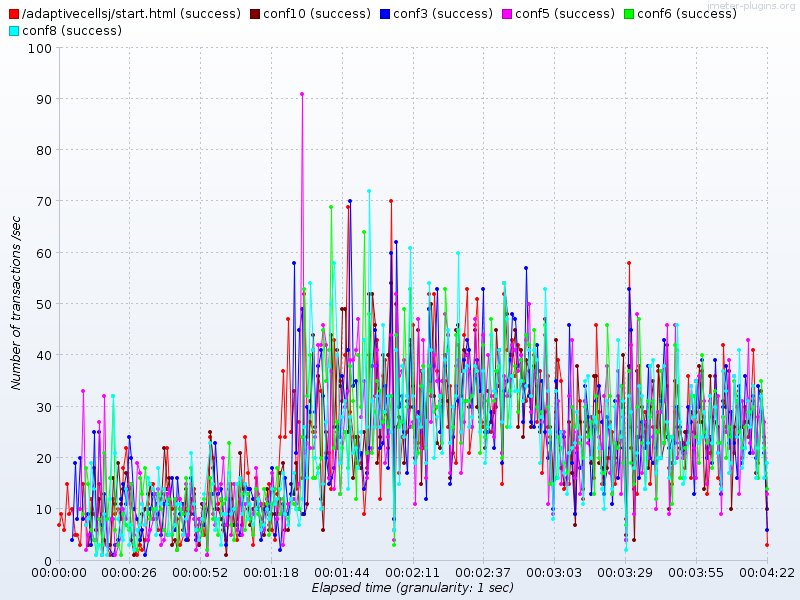 jmeter-plugins.org
/adaptivecellsj/start.html (success) conf10 (success) conf3 (success) conf5 (success) conf6 (success)
conf8 (success)
100
90
80
70
60
50
40
30
20
10
0
Number of transactions /sec
00:00:00 00:00:26 00:00:52 00:01:18 00:01:44 00:02:11 00:02:37 00:03:03 00:03:29 00:03:55 00:04:22
Elapsed time (granularity: 1 sec)